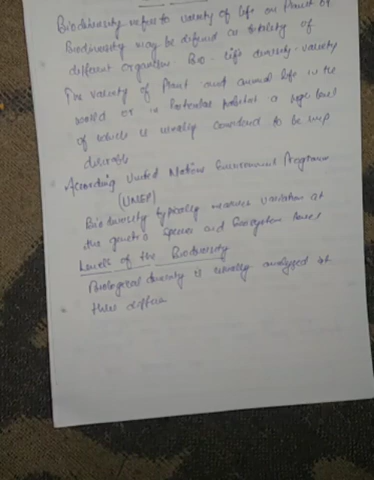 Biodiversity refers to variety of life on Planet or
Biodiversity may be defined as totality of
different organism Bio - life diversity - variety
The variety of Plant and animal life in the
world or in Particular habitat a high level
of which is usually considered to be imp
desirable
According United Nations Environment Programme
(UNEP)
Biodiversity typically measures variation at
the genetic Species and Ecosystem level
Levels of the Biodiversity
Biological diversity is usually analyzed at
three differe